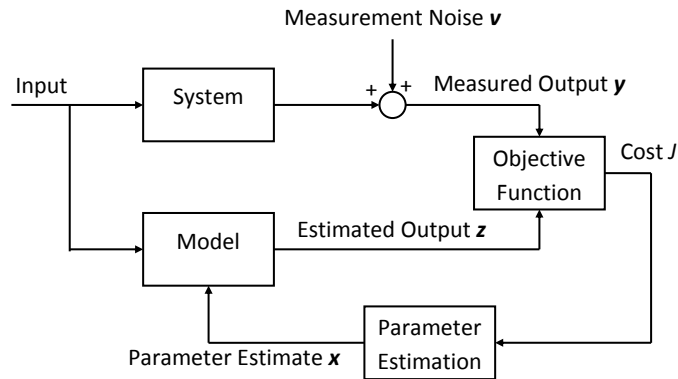 Measurement Noise v
Input
System
+ +
Measured Output y
Objective
Function
Cost J
Model
Estimated Output z
Parameter
Estimation
Parameter Estimate x